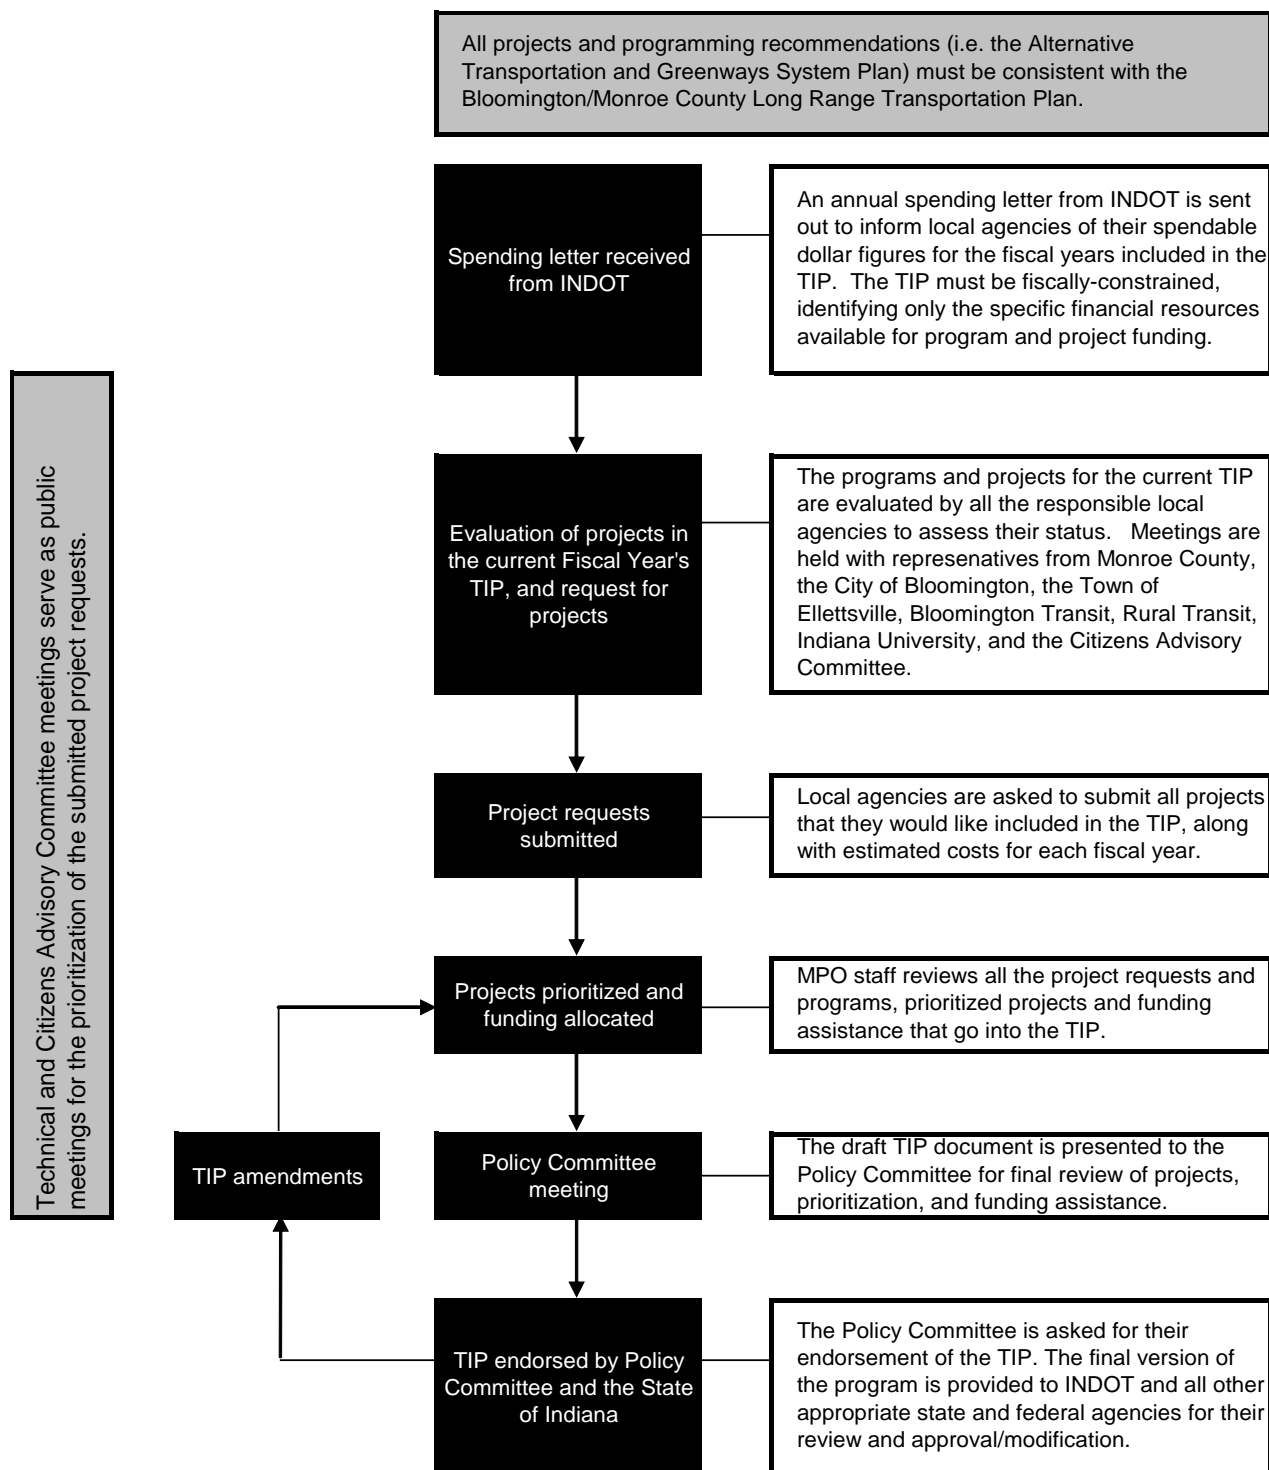 All projects and programming recommendations (i.e. the Alternative
Transportation and Greenways System Plan) must be consistent with the
Bloomington/Monroe County Long Range Transportation Plan.
Spending letter received
from INDOT
An annual spending letter from INDOT is sent
out to inform local agencies of their spendable
dollar figures for the fiscal years included in the
TIP.  The TIP must be fiscally-constrained,
identifying only the specific financial resources
available for program and project funding.
Technical and Citizens Advisory Committee meetings serve as public
meetings for the prioritization of the submitted project requests.
Evaluation of projects in
the current Fiscal Year's
TIP, and request for
projects
The programs and projects for the current TIP
are evaluated by all the responsible local
agencies to assess their status.   Meetings are
held with represenatives from Monroe County,
the City of Bloomington, the Town of
Ellettsville, Bloomington Transit, Rural Transit,
Indiana University, and the Citizens Advisory
Committee.
Project requests
submitted
Local agencies are asked to submit all projects
that they would like included in the TIP, along
with estimated costs for each fiscal year.
Projects prioritized and
funding allocated
MPO staff reviews all the project requests and
programs, prioritized projects and funding
assistance that go into the TIP.
TIP amendments
Policy Committee
meeting
The draft TIP document is presented to the
Policy Committee for final review of projects,
prioritization, and funding assistance.
TIP endorsed by Policy
Committee and the State
of Indiana
The Policy Committee is asked for their
endorsement of the TIP. The final version of
the program is provided to INDOT and all other
appropriate state and federal agencies for their
review and approval/modification.